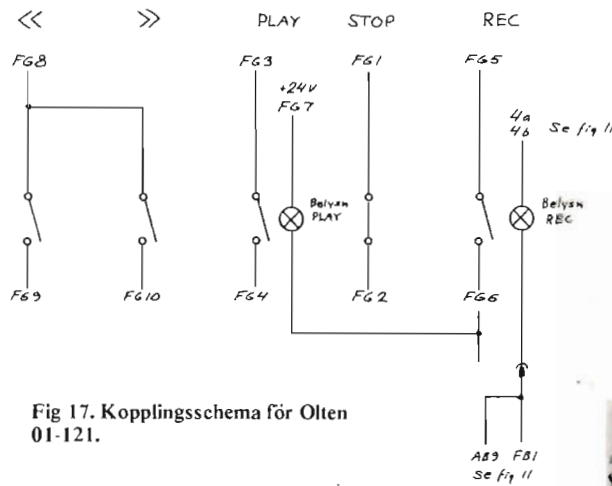 << >> PLAY STOP REC
FG8 FG3 FG1 FG5
+24V
FG7
4a
4b Se fig 11
Belysn
PLAY
Belysn
REC
FG9 FG10 FG4 FG2 FG6
Fig 17. Kopplingsschema för Olten
01-121.
AB9 FB1
Se fig 11